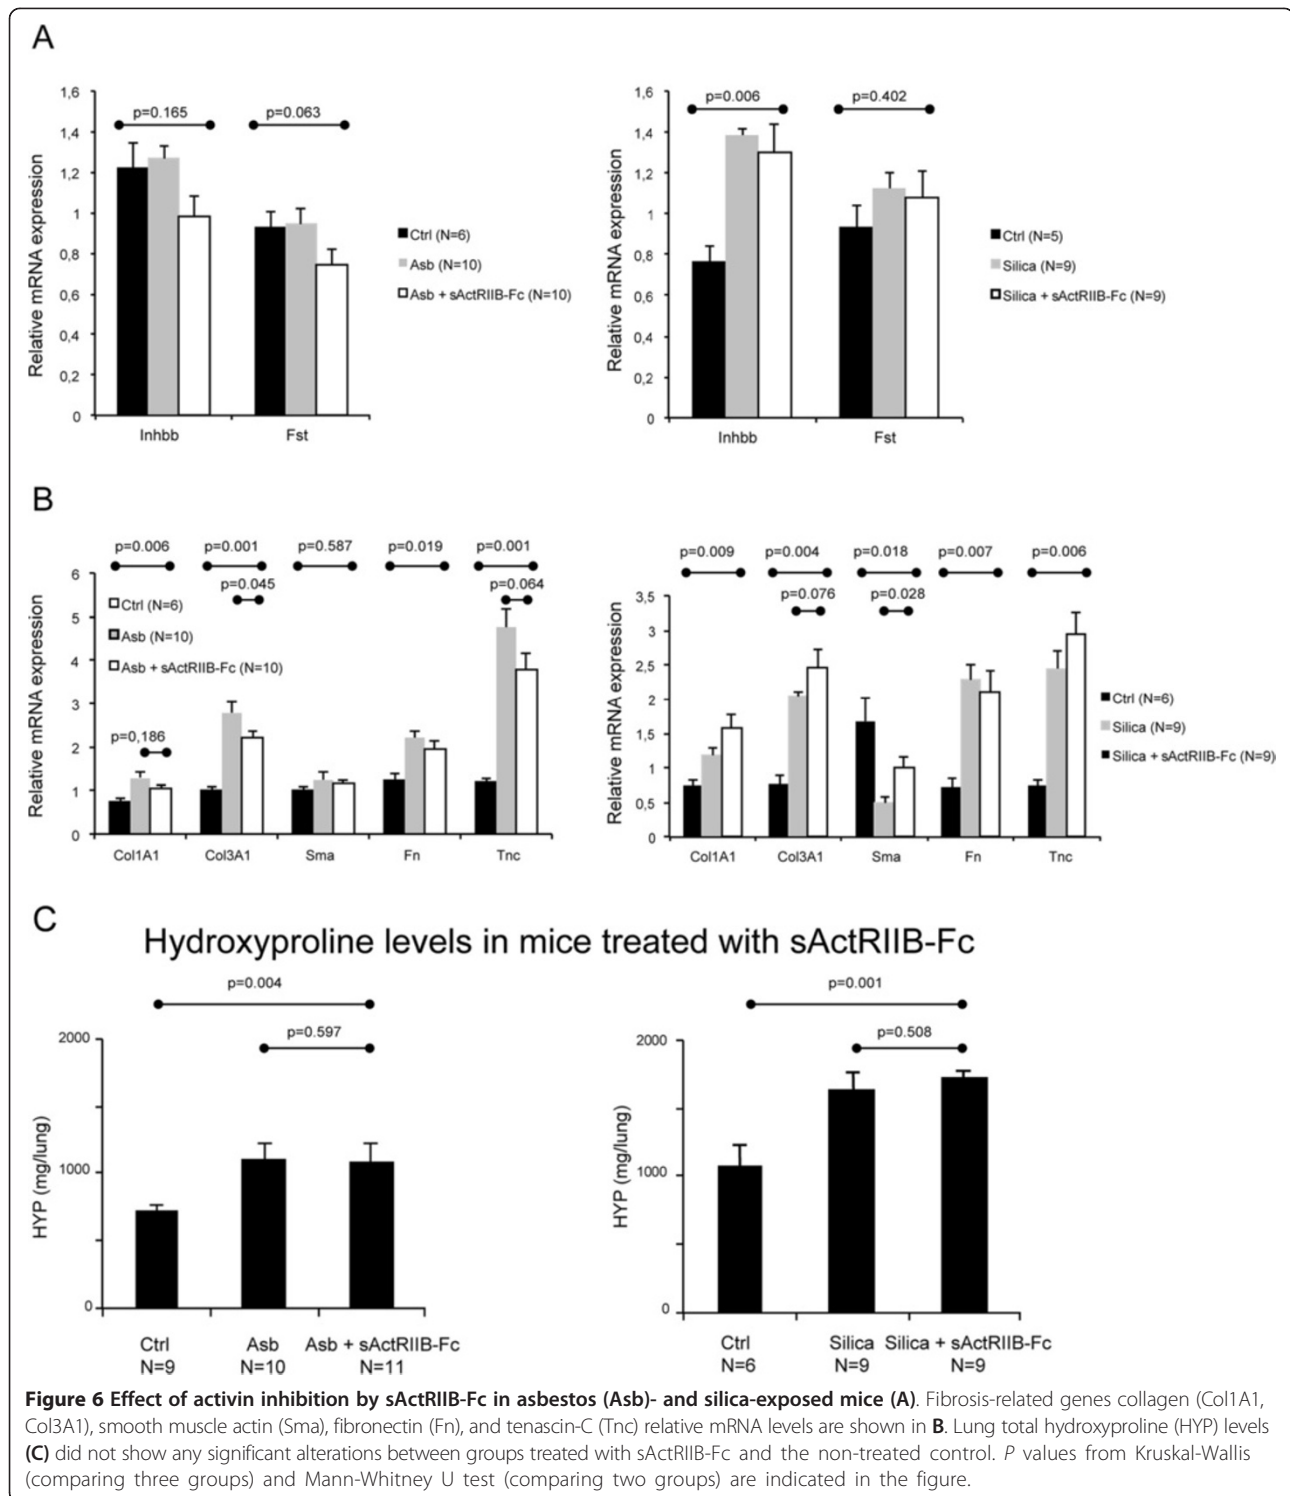 A
p=0.165
p=0.063
1,6
1,4
1,2
1
0,8
0,6
0,4
0,2
0
Relative mRNA expression
Inhbb
Fst
Ctrl (N=6)
Asb (N=10)
Asb + sActRIIB-Fc (N=10)
p=0.006
p=0.402
1,6
1,4
1,2
1
0,8
0,6
0,4
0,2
0
Relative mRNA expression
Inhbb
Fst
Ctrl (N=5)
Silica (N=9)
Silica + sActRIIB-Fc (N=9)
B
p=0.006
p=0.001
p=0.587
p=0.019
p=0.001
p=0.045
p=0.064
p=0,186
6
5
4
3
2
1
0
Relative mRNA expression
Ctrl (N=6)
Asb (N=10)
Asb + sActRIIB-Fc (N=10)
Col1A1
Col3A1
Sma
Fn
Tnc
p=0.009
p=0.004
p=0.018
p=0.007
p=0.006
p=0.076
p=0.028
3,5
3
2,5
2
1,5
1
0,5
0
Relative mRNA expression
Col1A1
Col3A1
Sma
Fn
Tnc
Ctrl (N=6)
Silica (N=9)
Silica + sActRIIB-Fc (N=9)
C
Hydroxyproline levels in mice treated with sActRIIB-Fc
p=0.004
p=0.597
2000
1000
0
HYP (mg/lung)
Ctrl
N=9
Asb
N=10
Asb + sActRIIB-Fc
N=11
p=0.001
p=0.508
2000
1000
0
HYP (mg/lung)
Ctrl
N=6
Silica
N=9
Silica + sActRIIB-Fc
N=9
Figure 6 Effect of activin inhibition by sActRIIB-Fc in asbestos (Asb)- and silica-exposed mice (A). Fibrosis-related genes collagen (Col1A1,
Col3A1), smooth muscle actin (Sma), fibronectin (Fn), and tenascin-C (Tnc) relative mRNA levels are shown in B. Lung total hydroxyproline (HYP) levels
(C) did not show any significant alterations between groups treated with sActRIIB-Fc and the non-treated control. P values from Kruskal-Wallis
(comparing three groups) and Mann-Whitney U test (comparing two groups) are indicated in the figure.